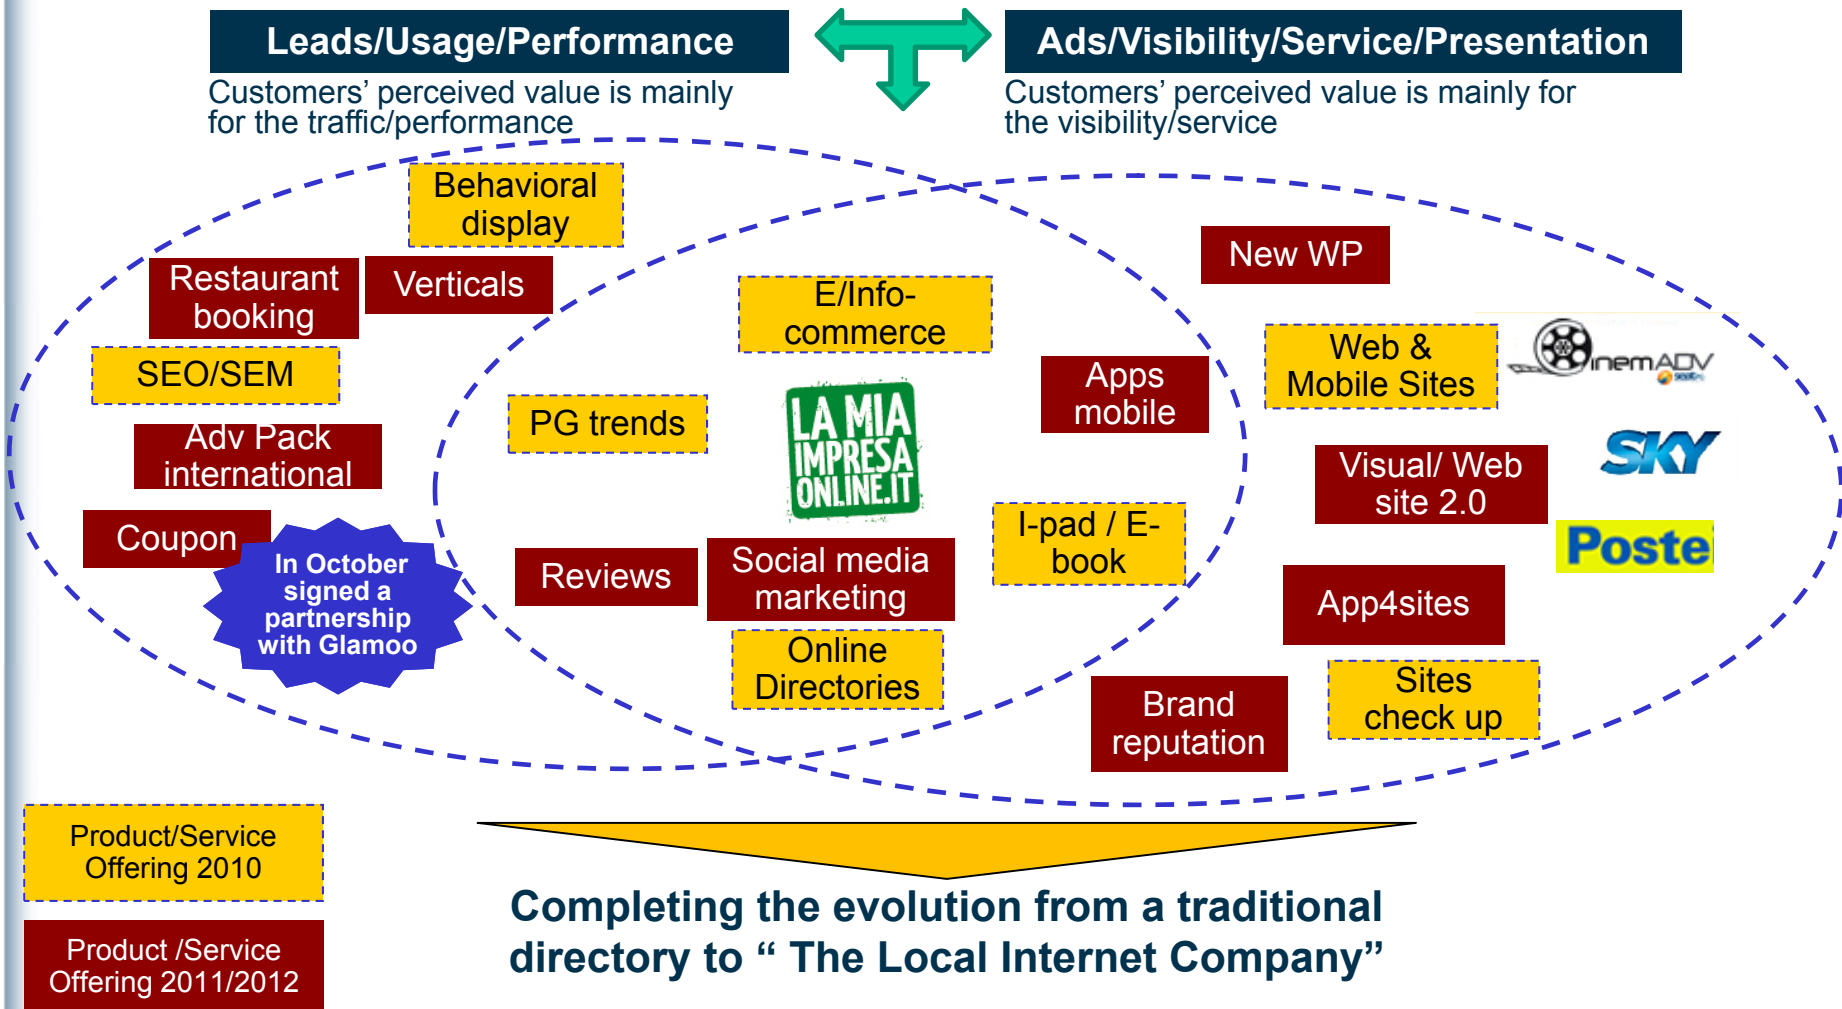 Leads/Usage/Performance
Ads/Visibility/Service/Presentation
Customers’ perceived value is mainly
for the traffic/performance
Customers’ perceived value is mainly for
the visibility/service
Behavioral
display
Restaurant
booking
Verticals
SEO/SEM
Adv Pack
international
Coupon
In October
signed a
partnership
with Glamoo
E/Info-
commerce
PG trends
LA MIA
IMPRESA
ONLINE.IT
Apps
mobile
I-pad / E-
book
Reviews
Social media
marketing
Online
Directories
New WP
Web &
Mobile Sites
CinemADV
Visual/ Web
site 2.0
SKY
Poste
App4sites
Sites
check up
Brand
reputation
Product/Service
Offering 2010
Product /Service
Offering 2011/2012
Completing the evolution from a traditional
directory to “ The Local Internet Company”